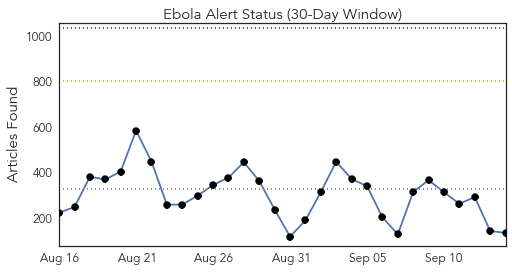 Ebola Alert Status (30-Day Window)
Articles Found
1000
800
600
400
200
Aug 16 Aug 21 Aug 26 Aug 31 Sep 05 Sep 10